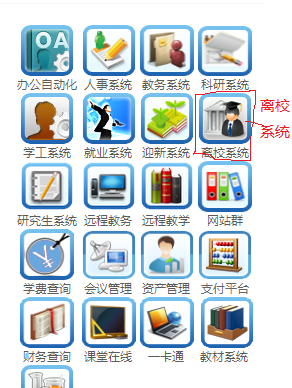 OA
办公自动化 人事系统 教务系统 科研系统
离校
系统
学工系统 就业系统 迎新系统 离校系统
研究生系统 远程教务 远程教学 网站群
学费查询 会议管理 资产管理 支付平台
财务查询 课堂在线 一卡通 教材系统